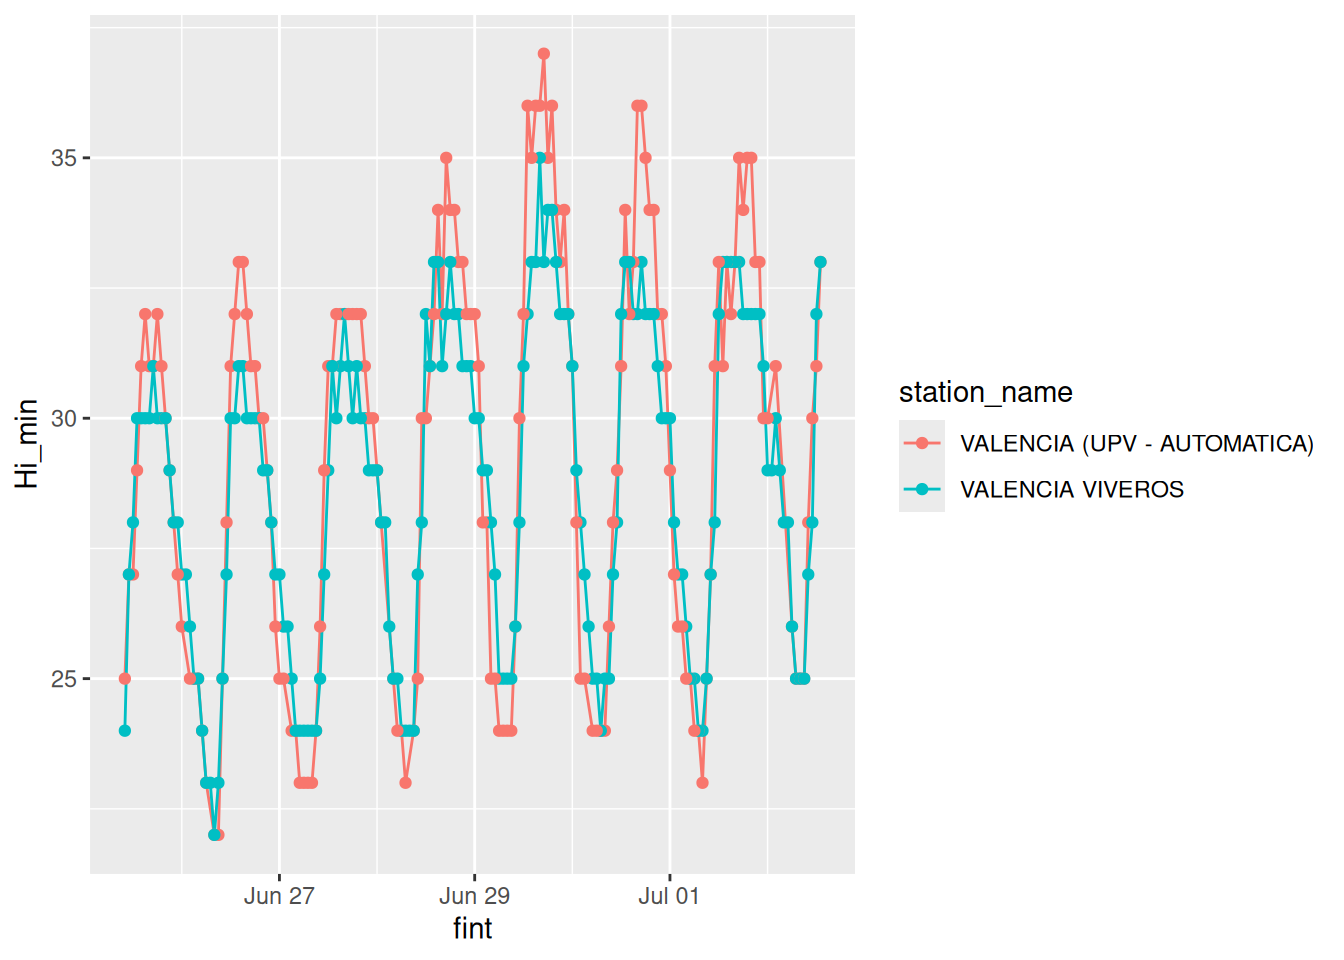 35
30
25
Hi_min
Jun 27
Jun 29
Jul 01
fint
station_name
VALENCIA (UPV - AUTOMATICA)
VALENCIA VIVEROS